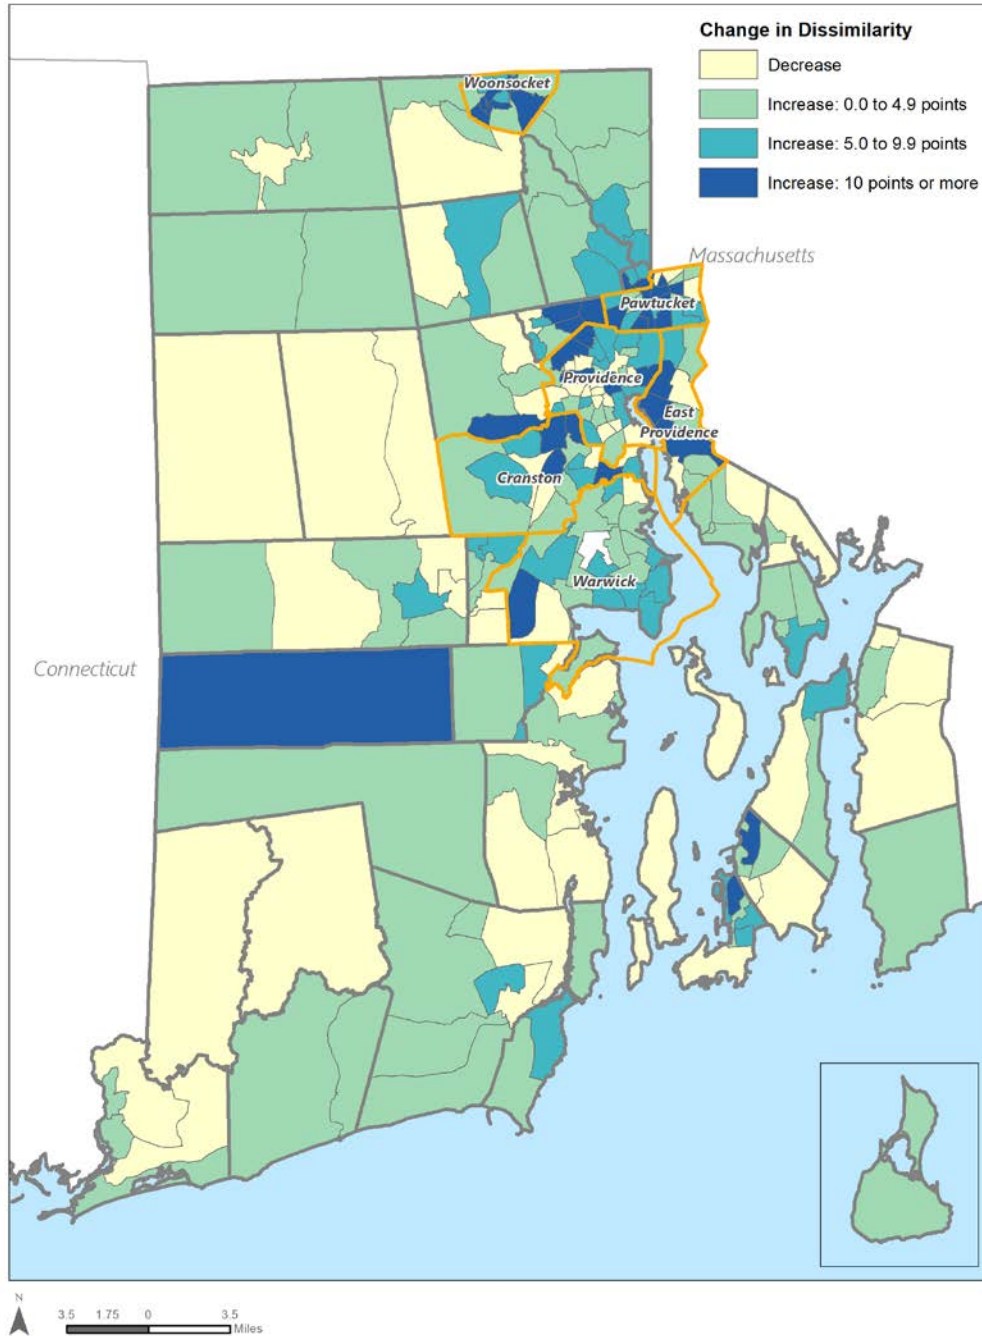 Change in Dissimilarity
Decrease
Increase: 0.0 to 4.9 points
Increase: 5.0 to 9.9 points
Increase: 10 points or more
Woonsocket
Massachusetts
Pawtucket
Providence
East
Providence
Cranston
Warwick
Connecticut
N
3.5 1.75 0 3.5
Miles